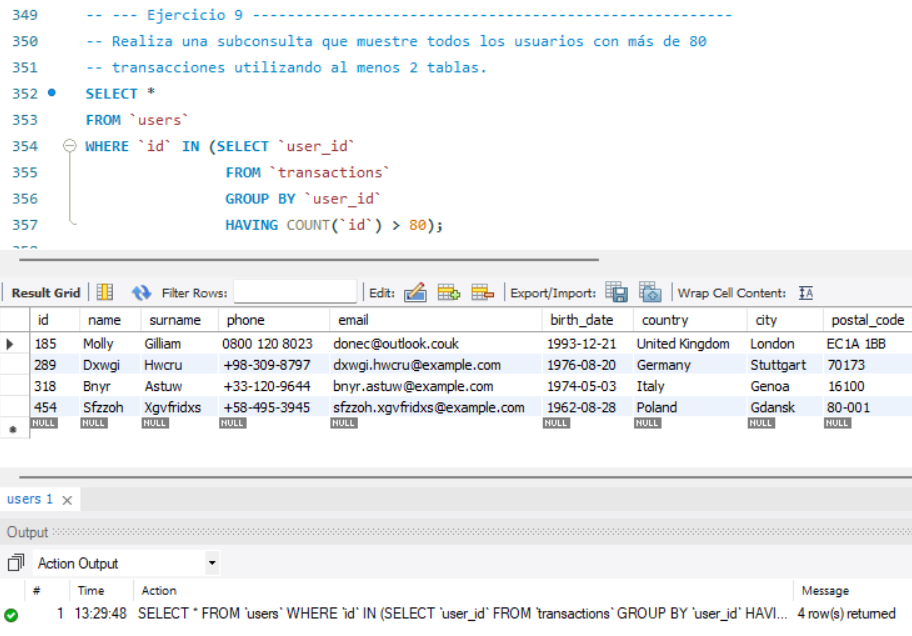 349 -- --- Ejercicio 9 -------------------------------------------------------
350 -- Realiza una subconsulta que muestre todos los usuarios con más de 80
351 -- transacciones utilizando al menos 2 tablas.
352 SELECT *
353 FROM `users`
354 WHERE `id` IN (SELECT `user_id`
355 FROM `transactions`
356 GROUP BY `user_id`
357 HAVING COUNT(`id`) > 80);
Result Grid Filter Rows: Edit: Export/Import: Wrap Cell Content:
id name surname phone email birth_date country city postal_code
185 Molly Gilliam 0800 120 8023 donec@outlook.couk 1993-12-21 United Kingdom London EC1A 1BB
289 Dxwgi Hwcru +98-309-8797 dxwgi.hwcru@example.com 1976-08-20 Germany Stuttgart 70173
318 Bnyr Astuw +33-120-9644 bnyr.astuw@example.com 1974-05-03 Italy Genoa 16100
454 Sfzzoh Xgvfridxs +58-495-3945 sfzzoh.xgvfridxs@example.com 1962-08-28 Poland Gdansk 80-001
NULL NULL NULL NULL NULL NULL NULL NULL NULL
users 1
Output
Action Output
# Time Action Message
1 13:29:48 SELECT * FROM `users` WHERE `id` IN (SELECT `user_id` FROM `transactions` GROUP BY `user_id` HAVI... 4 row(s) returned